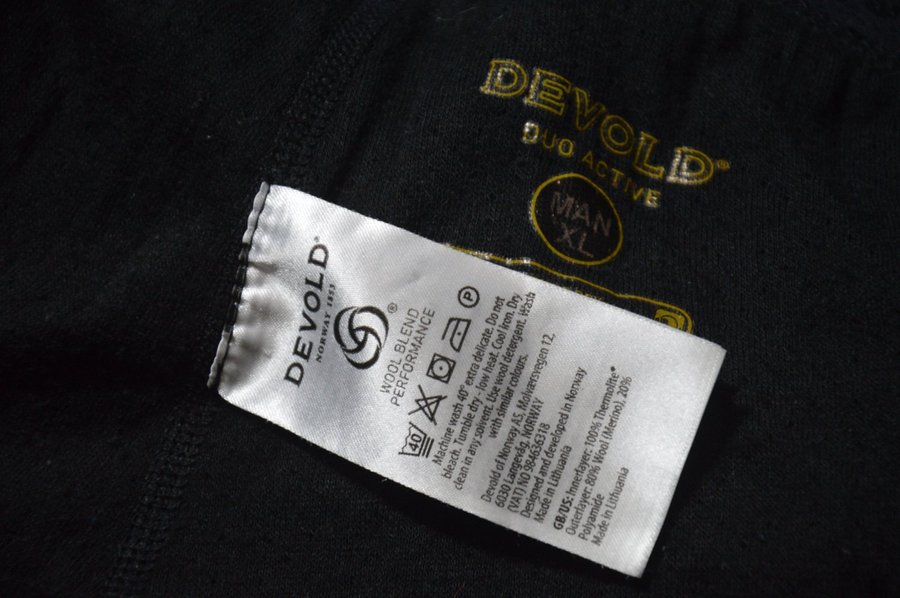 DEVOLD®
DUO ACTIVE
MAN
XL
DEVOLD®
NORWAY 1853
®
WOOL BLEND
PERFORMANCE
40
P
Machine wash 40° extra delicate. Do not
bleach. Tumble dry - low heat. Cool iron. Dry
clean in any solvent. Use wool detergent. Wash
with similar colours.
Devold of Norway AS, Molværsvegen 12,
6030 Langevåg, NORWAY
(VAT) NO 984636318
Designed and developed in Norway
Made in Lithuania
GB/US: Innerlayer: 100% Thermolite®
Outerlayer: 80% Wool (Merino), 20%
Polyamide
Made in Lithuania